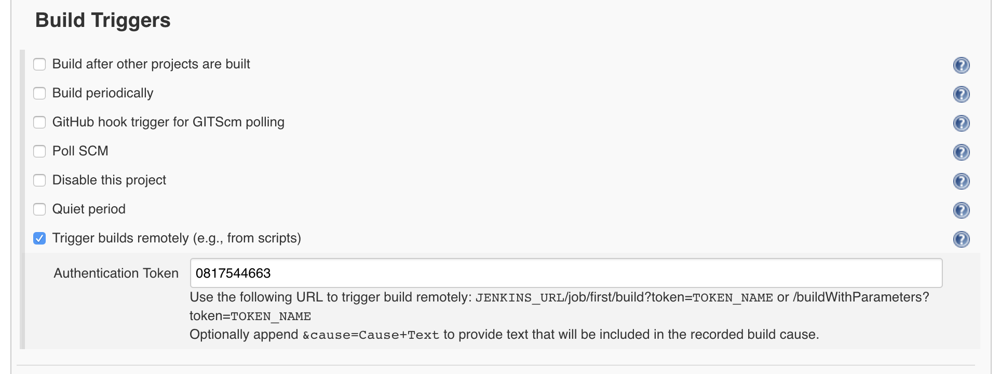 Build Triggers
Build after other projects are built
Build periodically
GitHub hook trigger for GITScm polling
Poll SCM
Disable this project
Quiet period
Trigger builds remotely (e.g., from scripts)
Authentication Token 0817544663
Use the following URL to trigger build remotely: JENKINS_URL/job/first/build?token=TOKEN_NAME or /buildWithParameters?
token=TOKEN_NAME
Optionally append &cause=Cause+Text to provide text that will be included in the recorded build cause.